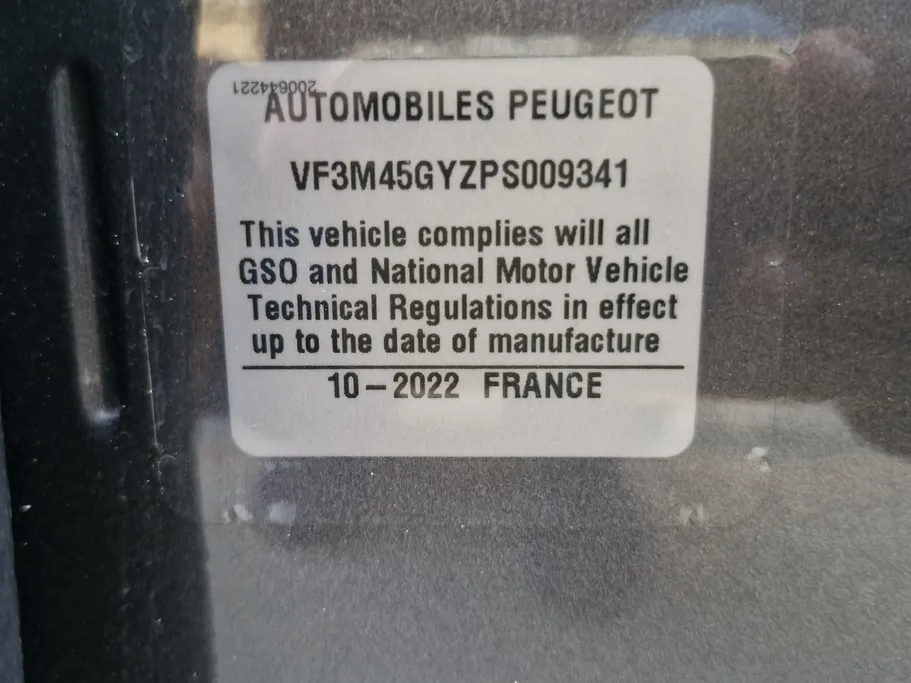 200644221
AUTOMOBILES PEUGEOT
VF3M45GYZPS009341
This vehicle complies will all
GSO and National Motor Vehicle
Technical Regulations in effect
up to the date of manufacture
10-2022 FRANCE